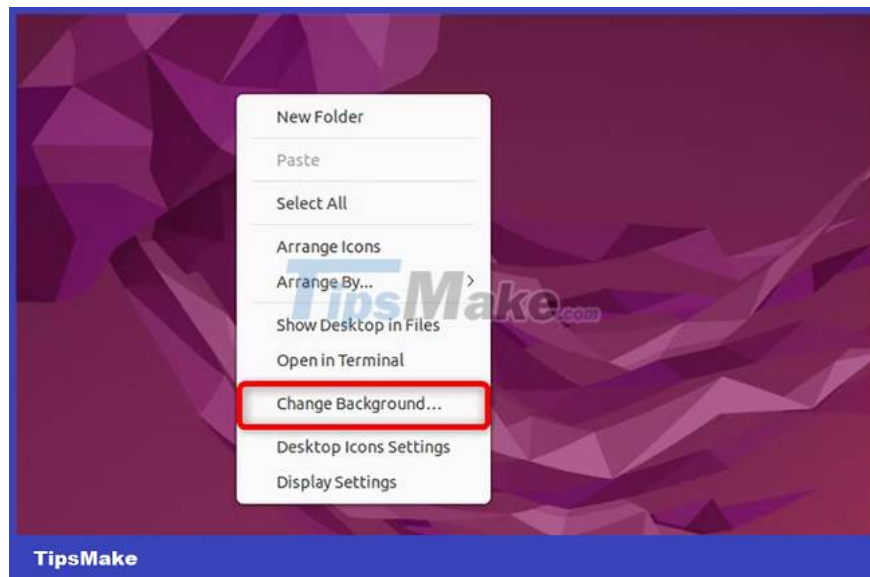 New Folder
Paste
Select All
Arrange Icons
Arrange By...
TipsMake.com
Show Desktop in Files
Open in Terminal
Change Background...
Desktop Icons Settings
Display Settings
TipsMake